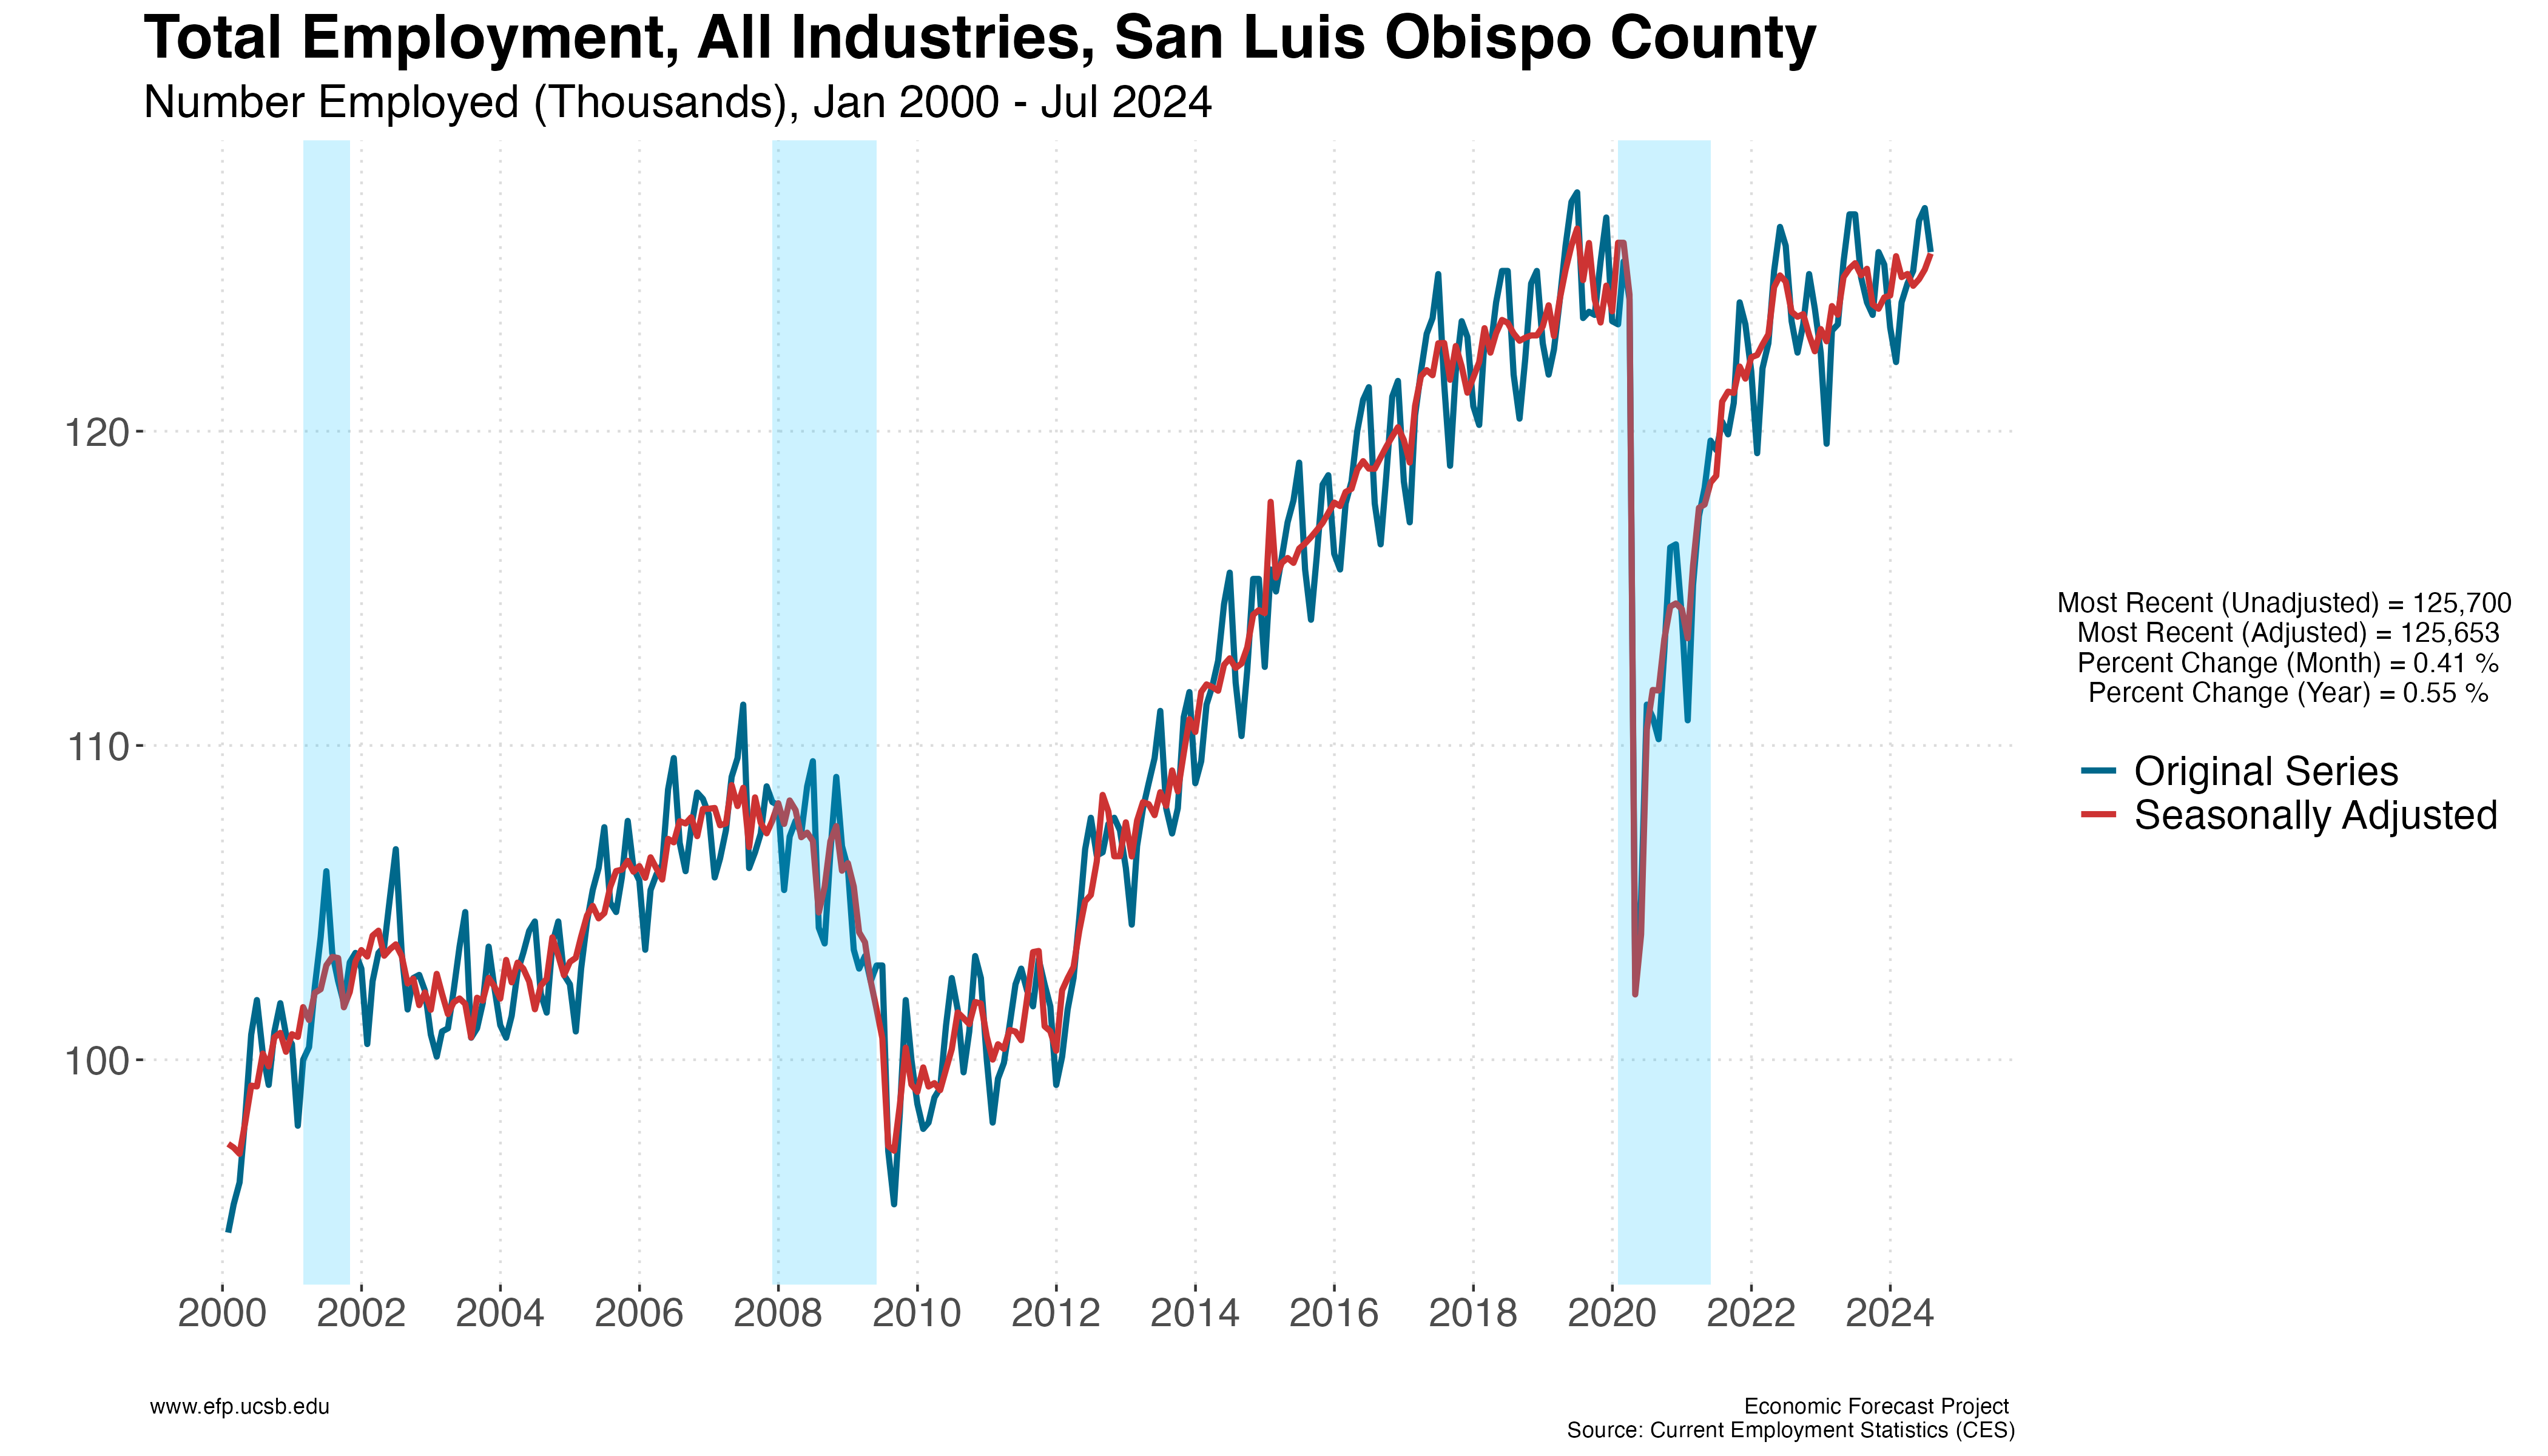 Total Employment, All Industries, San Luis Obispo County
Number Employed (Thousands), Jan 2000 - Jul 2024
120
110
100
2000 2002 2004 2006 2008 2010 2012 2014 2016 2018 2020 2022 2024
Most Recent (Unadjusted) = 125,700
Most Recent (Adjusted) = 125,653
Percent Change (Month) = 0.41 %
Percent Change (Year) = 0.55 %
Original Series
Seasonally Adjusted
www.efp.ucsb.edu
Economic Forecast Project
Source: Current Employment Statistics (CES)